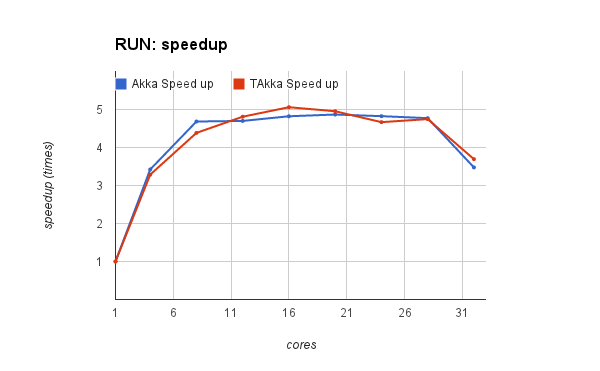 RUN: speedup
Akka Speed up TAkka Speed up
5
4
3
2
1
speedup (times)
1 6 11 16 21 26 31
cores